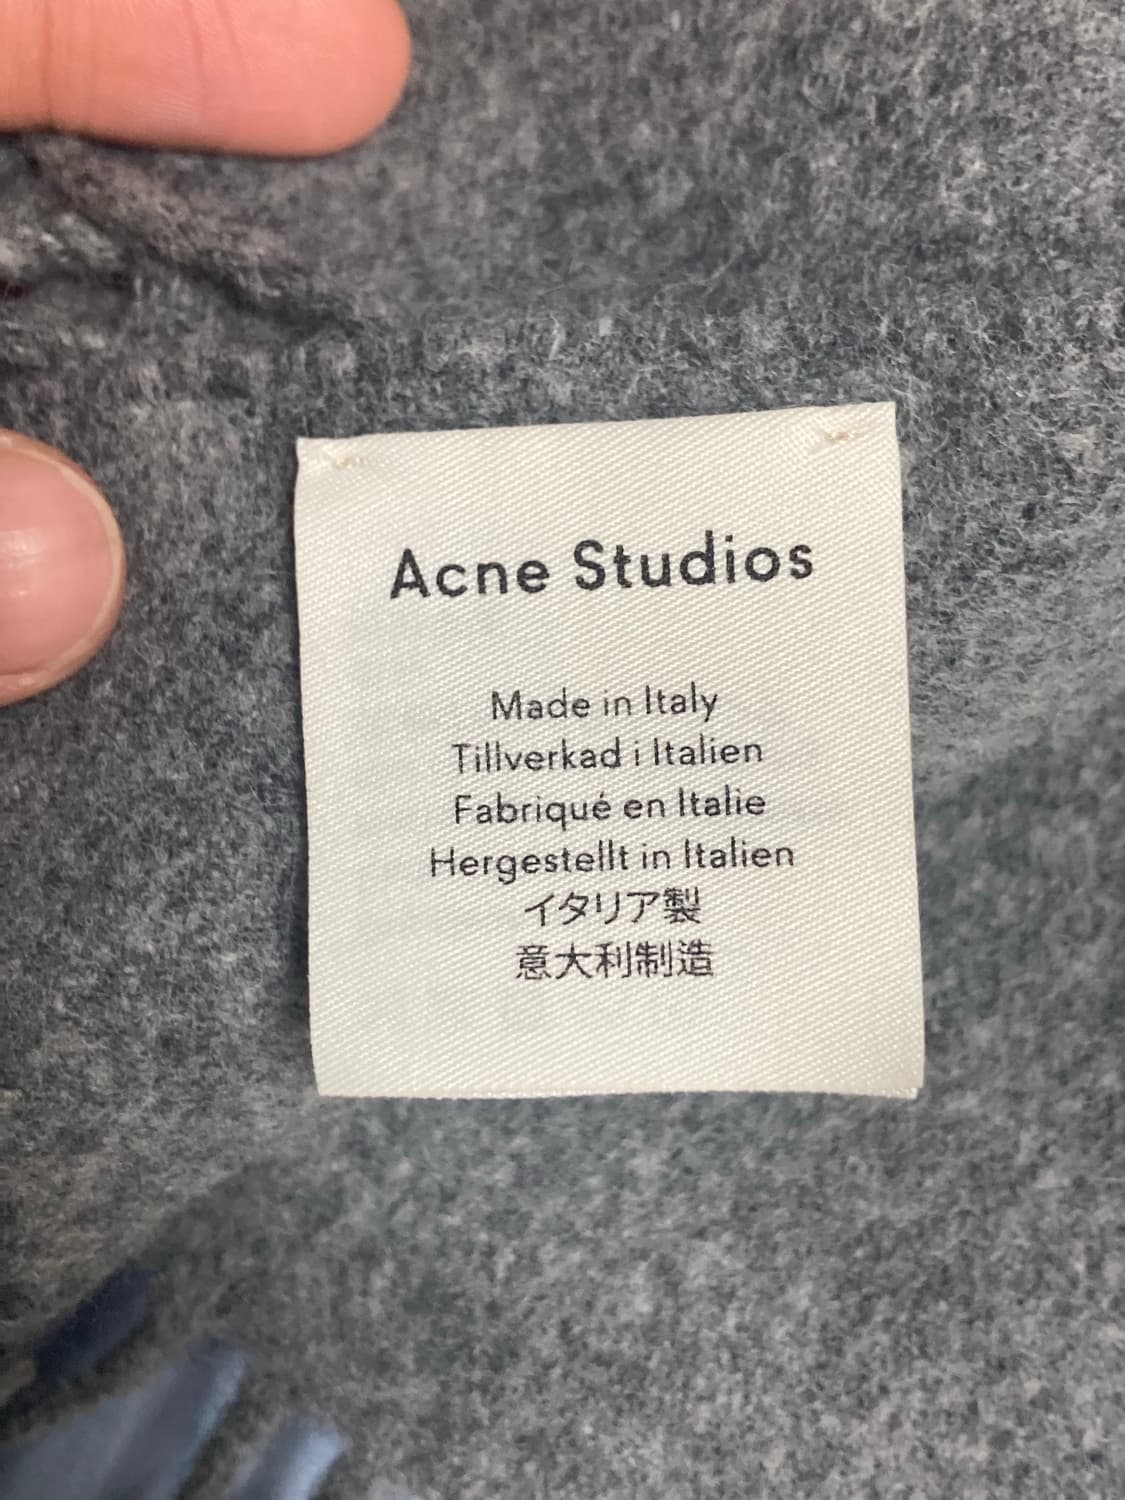 Acne Studios
Made in Italy
Tillverkad i Italien
Fabriqué en Italie
Hergestellt in Italien
イタリア製
意大利制造